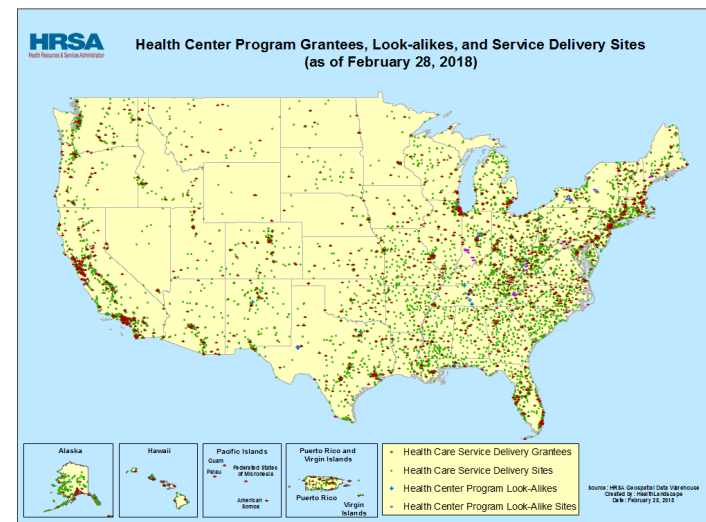 HRSA
Health Resources & Services Administration
Health Center Program Grantees, Look-alikes, and Service Delivery Sites
(as of February 28, 2018)
Alaska
Hawaii
Pacific Islands
Guam
Palau
Federated States
of Micronesia
American
Somoa
Puerto Rico and
Virgin Islands
Puerto Rico
Virgin
Islands
Health Care Service Delivery Grantees
Health Care Service Delivery Sites
Health Center Program Look-Alikes
Health Center Program Look-Alike Sites
Source: HRSA Geospatial Data Warehouse
Created by: HealthLandscape
Date: February 28, 2018